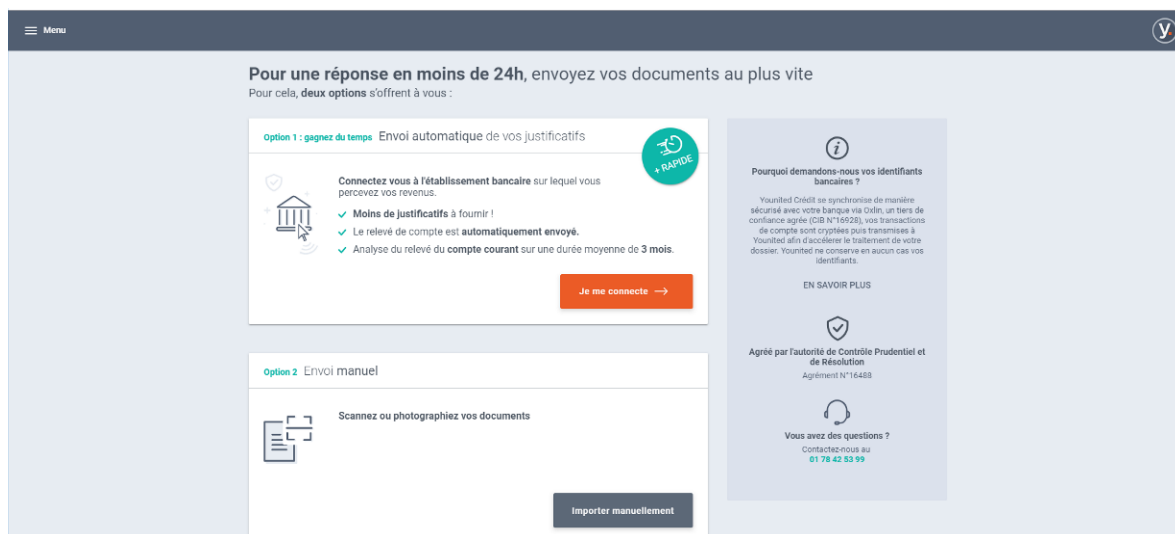 Menu
y.
Pour une réponse en moins de 24h, envoyez vos documents au plus vite
Pour cela, deux options s'offrent à vous :
Option 1 : gagnez du temps Envoi automatique de vos justificatifs
+ RAPIDE
Connectez vous à l'établissement bancaire sur lequel vous
percevez vos revenus.
Moins de justificatifs à fournir !
Le relevé de compte est automatiquement envoyé.
Analyse du relevé du compte courant sur une durée moyenne de 3 mois.
Je me connecte →
Option 2 Envoi manuel
Scannez ou photographiez vos documents
Importer manuellement
i
Pourquoi demandons-nous vos identifiants
bancaires ?
Younited Crédit se synchronise de manière
sécurisé avec votre banque via Oxlin, un tiers de
confiance agrée (CIB N°16928), vos transactions
de compte sont cryptées puis transmises à
Younited afin d'accélerer le traitement de votre
dossier. Younited ne conserve en aucun cas vos
identifiants.
EN SAVOIR PLUS
Agréé par l'autorité de Contrôle Prudentiel et
de Résolution
Agrément N°16488
Vous avez des questions ?
Contactez-nous au
01 78 42 53 99